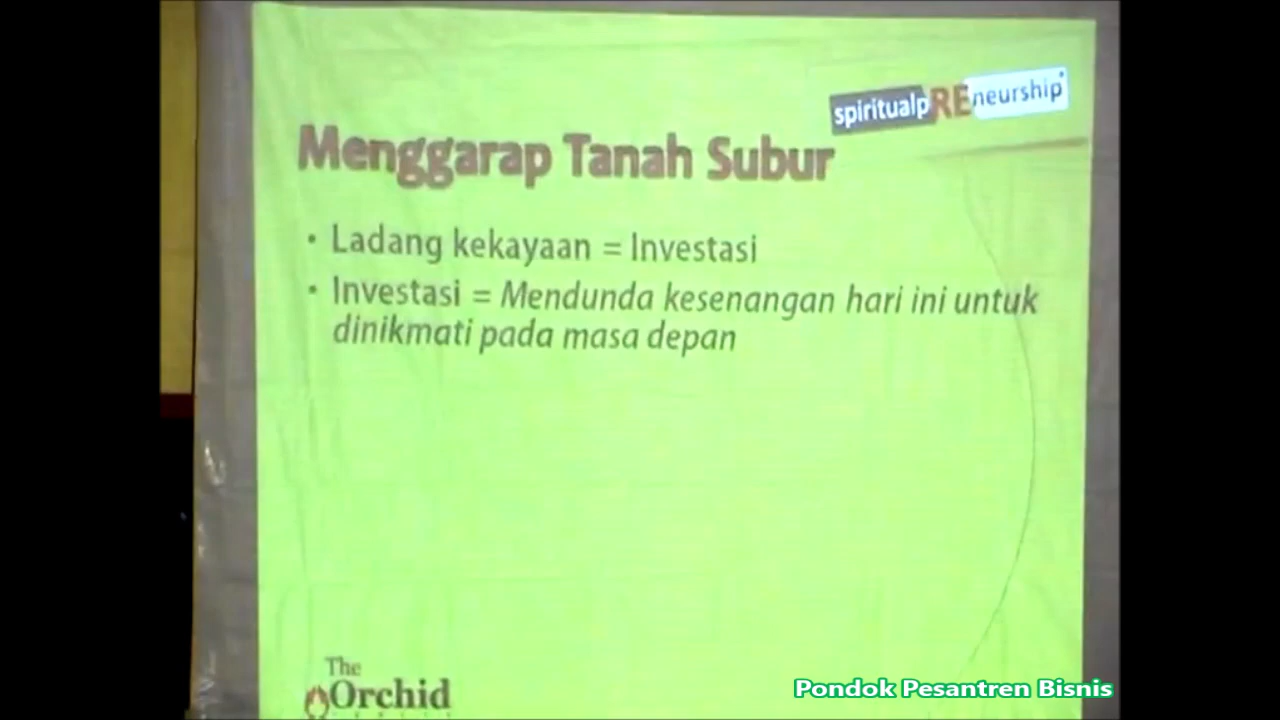 spiritualpREneurship
Menggarap Tanah Subur
• Ladang kekayaan = Investasi
• Investasi = Mendunda kesenangan hari ini untuk
dinikmati pada masa depan
The
Orchid
Pondok Pesantren Bisnis